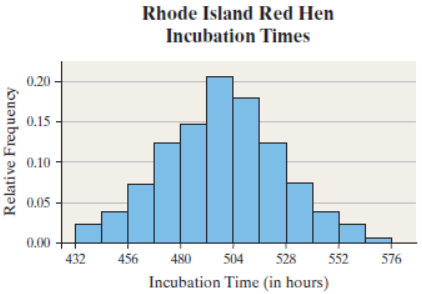 Rhode Island Red Hen
Incubation Times
Relative Frequency
0.20
0.15
0.10
0.05
0.00
432 456 480 504 528 552 576
Incubation Time (in hours)